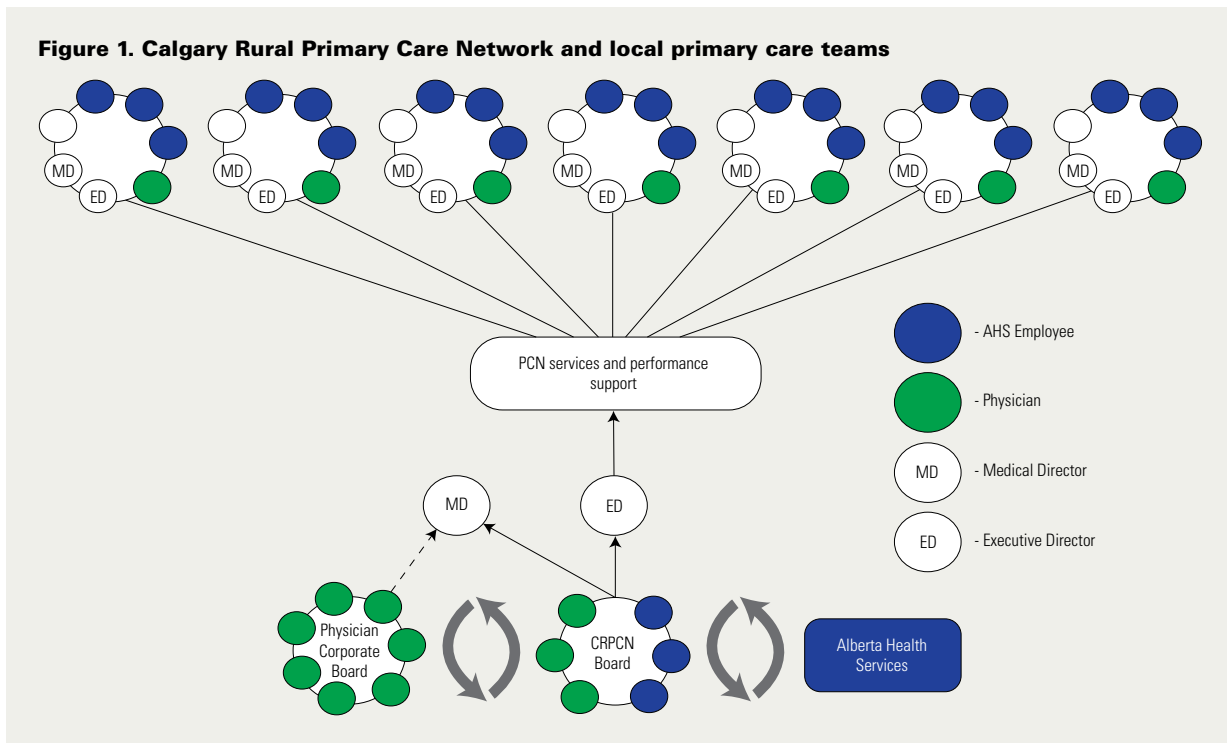 Figure 1. Calgary Rural Primary Care Network and local primary care teams
MD
ED
MD
ED
MD
ED
MD
ED
MD
ED
MD
ED
MD
ED
PCN services and performance
support
- AHS Employee
- Physician
MD
- Medical Director
ED
- Executive Director
MD
ED
Physician
Corporate
Board
CRPCN
Board
Alberta Health
Services